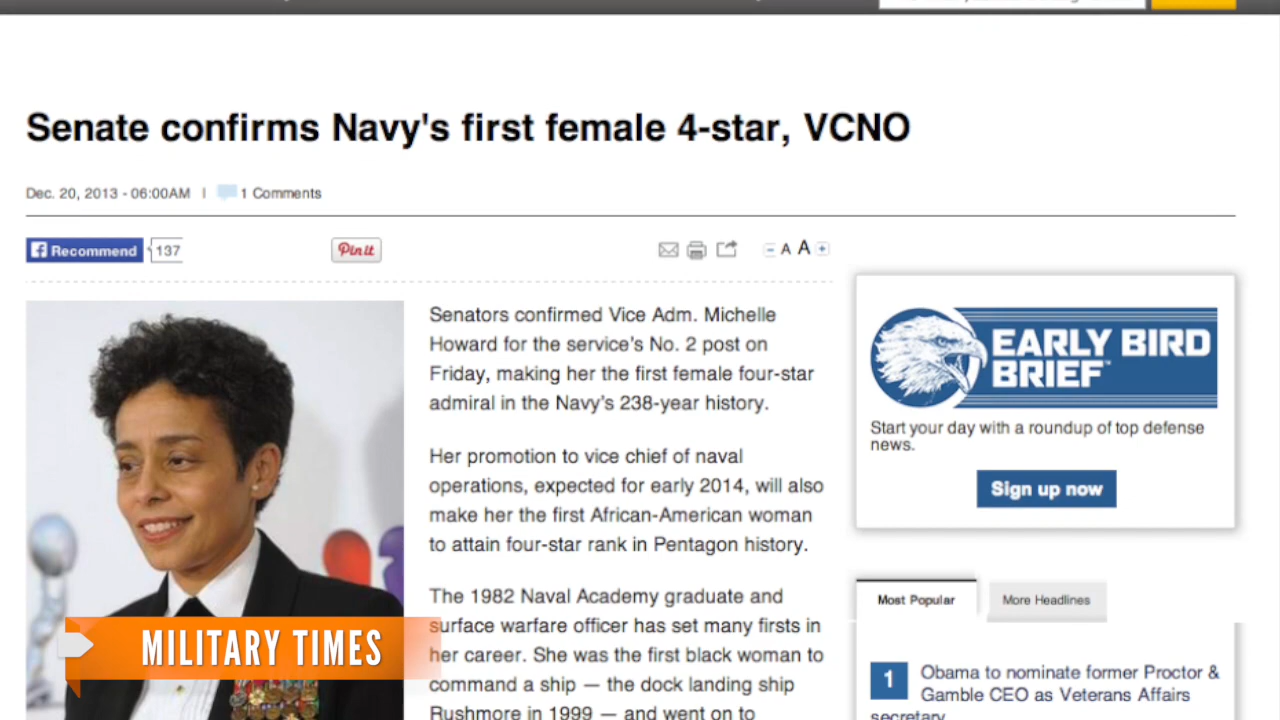 Senate confirms Navy's first female 4-star, VCNO
Dec. 20, 2013 - 06:00AM | 1 Comments
Recommend 137
Pin it
– A A +
Senators confirmed Vice Adm. Michelle
Howard for the service's No. 2 post on
Friday, making her the first female four-star
admiral in the Navy's 238-year history.
Her promotion to vice chief of naval
operations, expected for early 2014, will also
make her the first African-American woman
to attain four-star rank in Pentagon history.
The 1982 Naval Academy graduate and
surface warfare officer has set many firsts in
her career. She was the first black woman to
command a ship — the dock landing ship
Rushmore in 1999 — and went on to
MILITARY TIMES
EARLY BIRD
BRIEF™
Start your day with a roundup of top defense
news.
Sign up now
Most Popular
More Headlines
1 Obama to nominate former Proctor &
Gamble CEO as Veterans Affairs
secretary